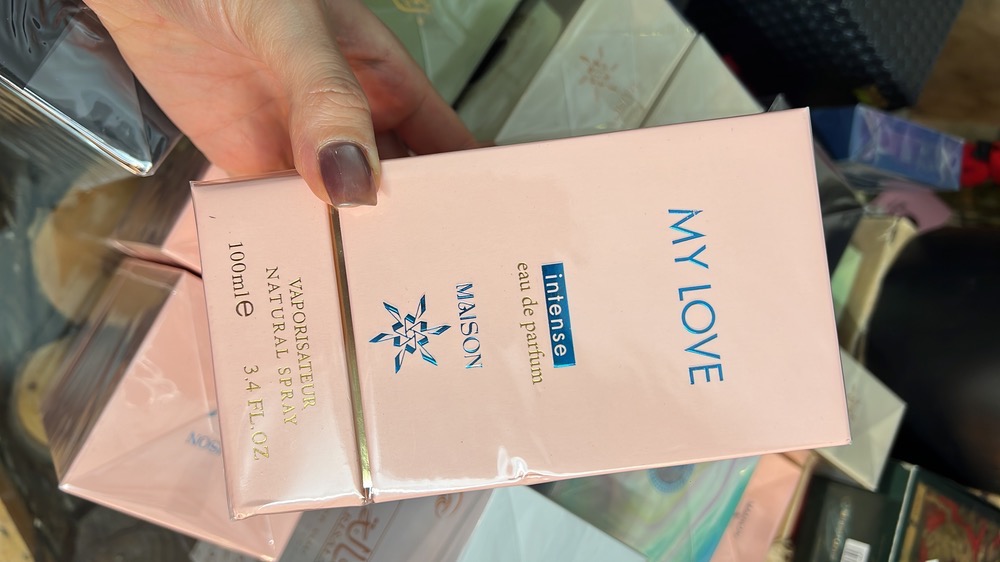 MY LOVE
intense
eau de parfum
MAISON
VAPORISATEUR
NATURAL SPRAY
100ml℮ 3.4 FL.OZ.